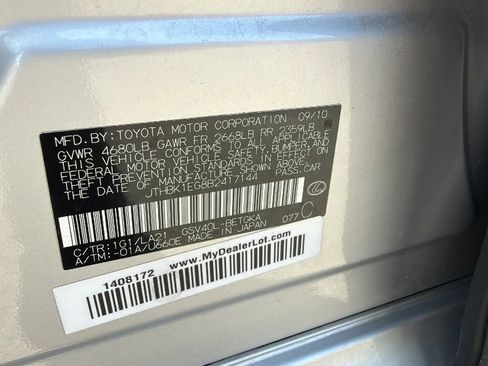 MFD. BY: TOYOTA MOTOR CORPORATION 09/10
GVWR 4680LB GAWR FR 2668LB RR 2359LB
THIS VEHICLE CONFORMS TO ALL APPLICABLE
FEDERAL MOTOR VEHICLE SAFETY, BUMPER, AND
THEFT PREVENTION STANDARDS IN EFFECT ON
THE DATE OF MANUFACTURE SHOWN ABOVE.
JTHBK1EG8B2417144 PASS.CAR
C/TR: 1G1/LA21 GSV40L-BETGKA 077 C
A/TM: -01A/U660E MADE IN JAPAN
1408172 www.MyDealerLot.com